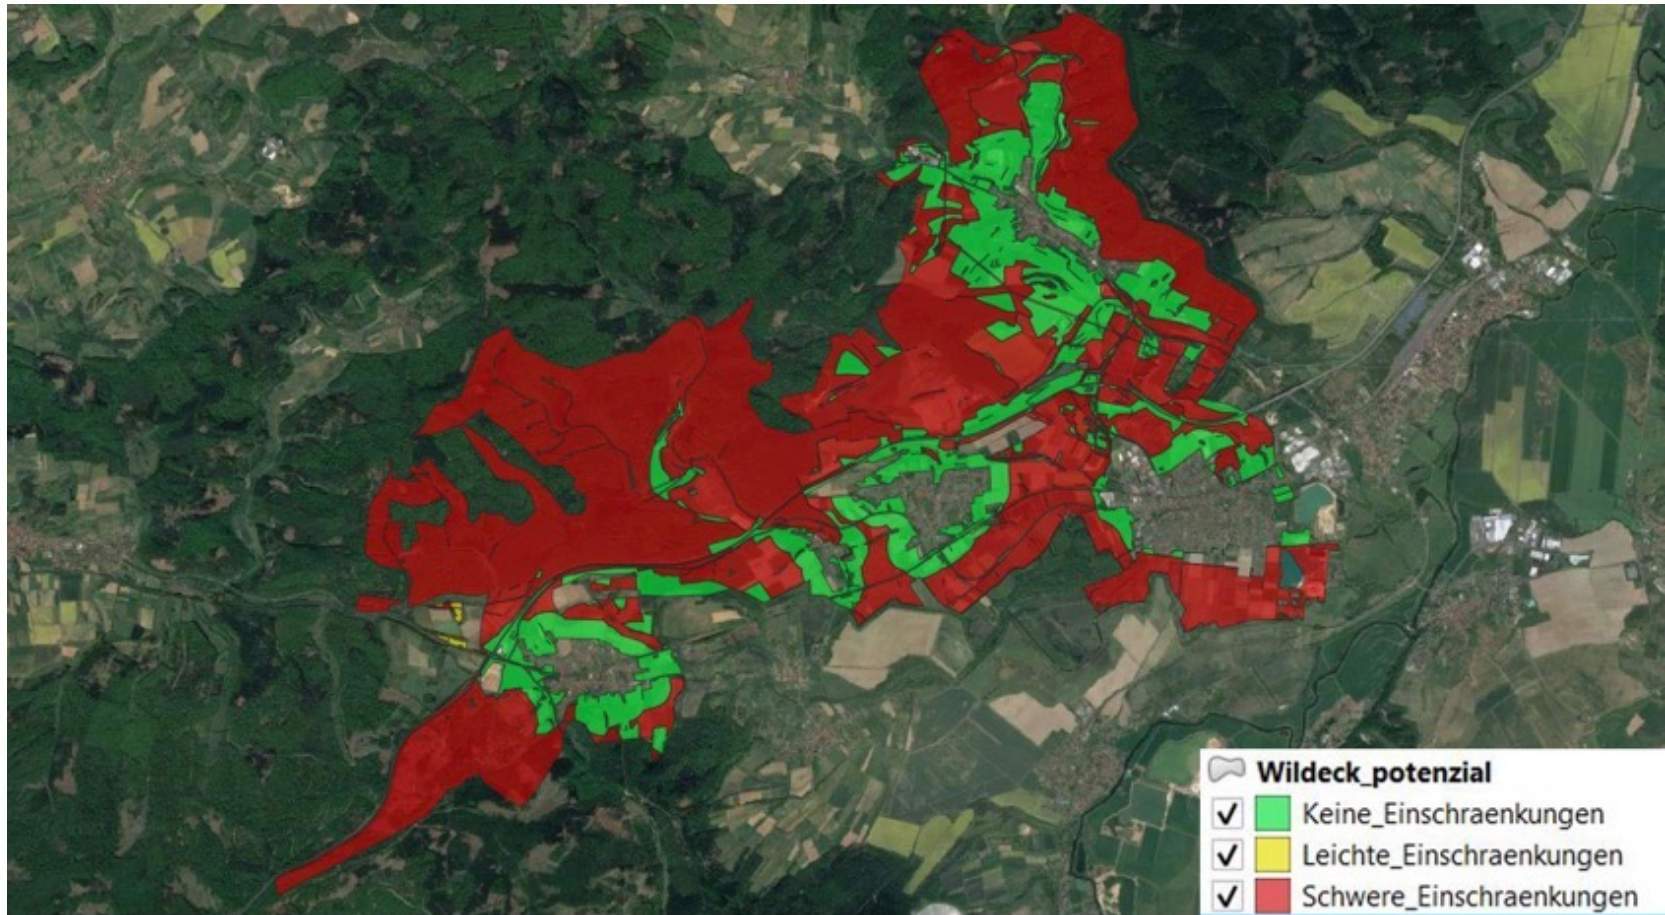 Wildeck_potenzial
Keine_Einschraenkungen
Leichte_Einschraenkungen
Schwere_Einschraenkungen